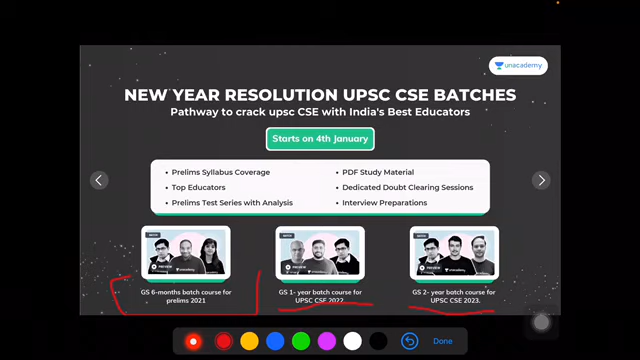 unacademy
NEW YEAR RESOLUTION UPSC CSE BATCHES
Pathway to crack upsc CSE with India's Best Educators
Starts on 4th January
• Prelims Syllabus Coverage
• Top Educators
• Prelims Test Series with Analysis
• PDF Study Material
• Dedicated Doubt Clearing Sessions
• Interview Preparations
GS 6-months batch course for
prelims 2021
GS 1- year batch course for
UPSC CSE 2022
GS 2- year batch course for
UPSC CSE 2023.
Done